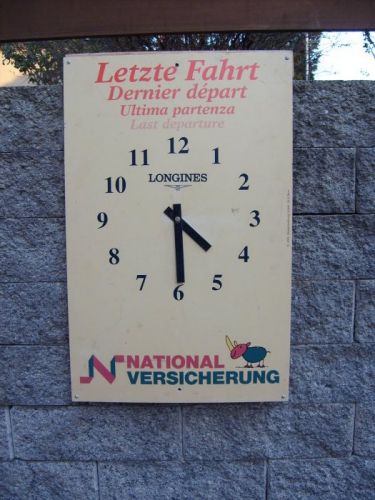 Letzte Fahrt
Dernier départ
Ultima partenza
Last departure
12
11 1
LONGINES
10 2
9 3
8 4
7 5
6
NATIONAL
VERSICHERUNG